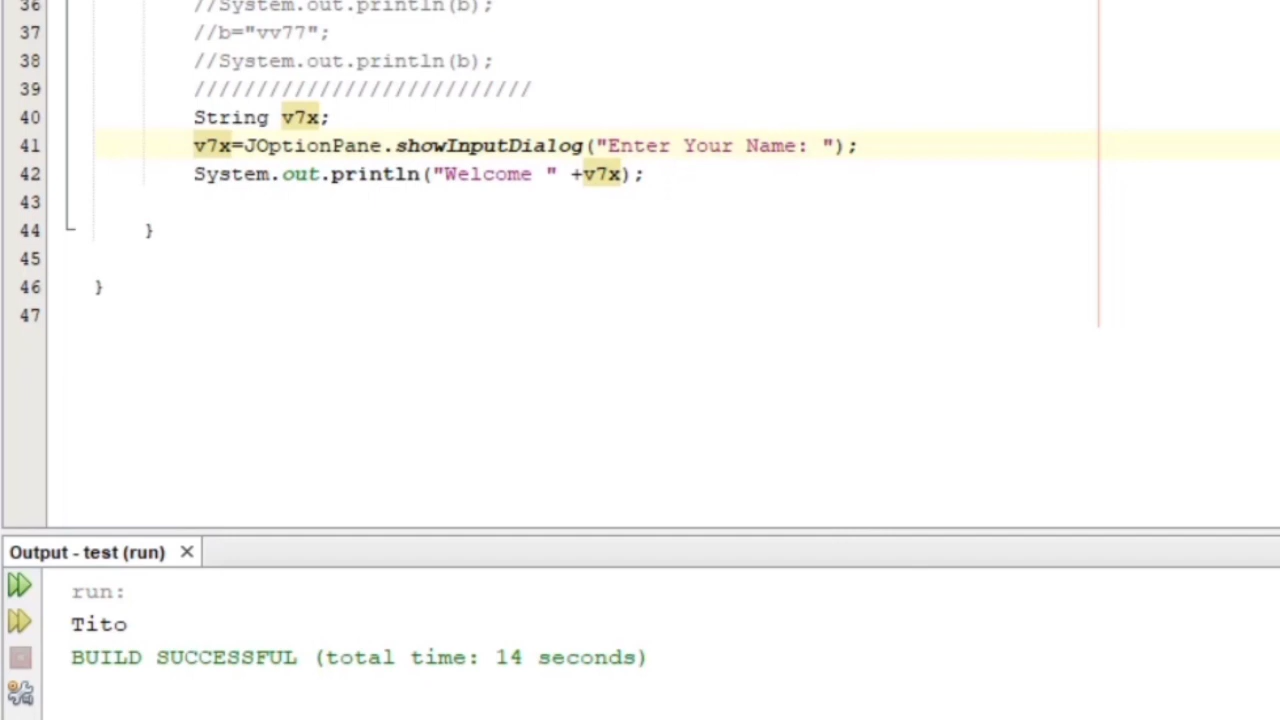 36 //System.out.println(b);
37 //b="vv77";
38 //System.out.println(b);
39 ///////////////////////////
40 String v7x;
41 v7x=JOptionPane.showInputDialog("Enter Your Name: ");
42 System.out.println("Welcome " +v7x);
43
44 }
45
46 }
47
Output - test (run)
run:
Tito
BUILD SUCCESSFUL (total time: 14 seconds)